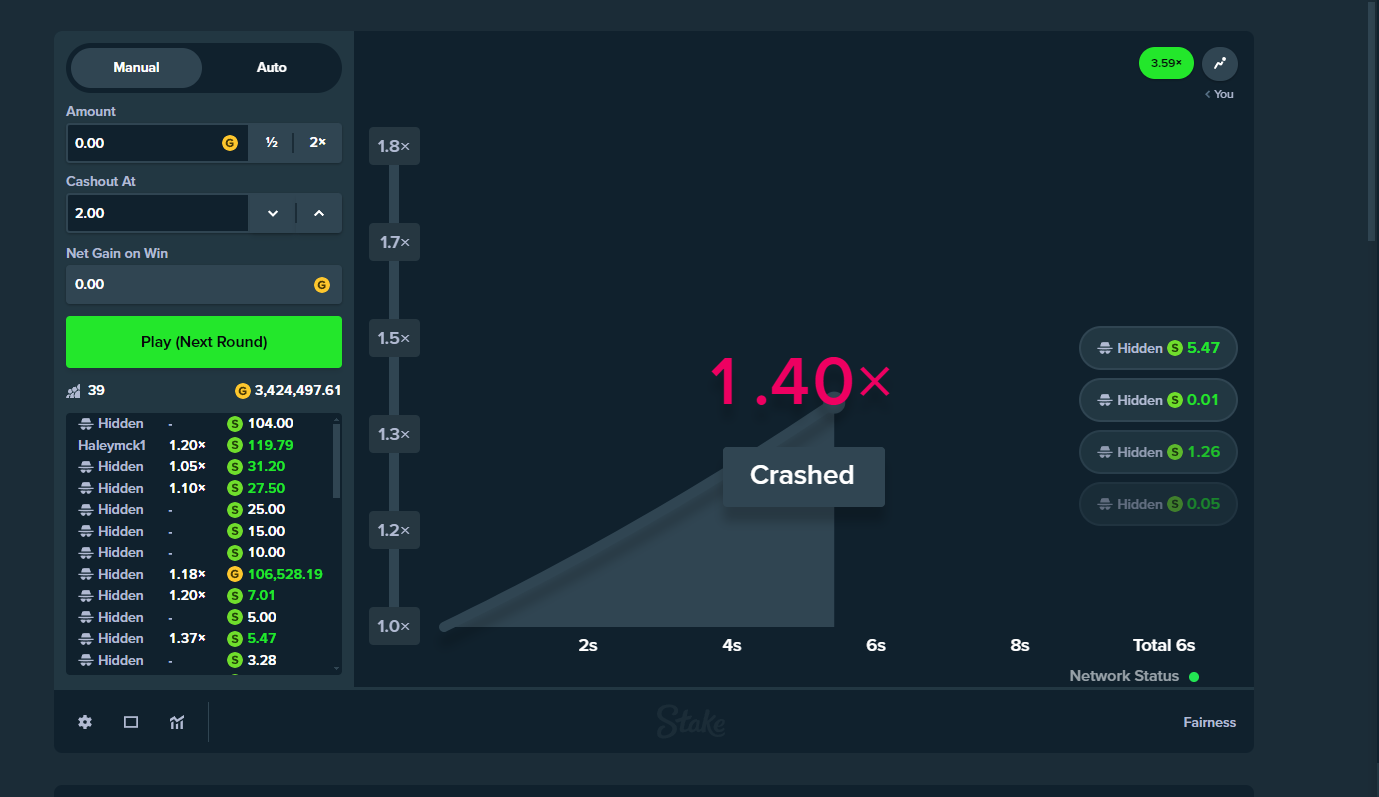 Manual Auto
Amount
0.00 G ½ 2×
Cashout At
2.00
Net Gain on Win
0.00 G
Play (Next Round)
39 G 3,424,497.61
Hidden - S 104.00
Haleymck1 1.20× S 119.79
Hidden 1.05× S 31.20
Hidden 1.10× S 27.50
Hidden - S 25.00
Hidden - S 15.00
Hidden - S 10.00
Hidden 1.18× G 106,528.19
Hidden 1.20× S 7.01
Hidden - S 5.00
Hidden 1.37× S 5.47
Hidden - S 3.28
3.59×
< You
1.8×
1.7×
1.5×
1.3×
1.2×
1.0×
1.40×
Crashed
Hidden S 5.47
Hidden S 0.01
Hidden S 1.26
Hidden S 0.05
2s 4s 6s 8s Total 6s
Network Status
Stake
Fairness